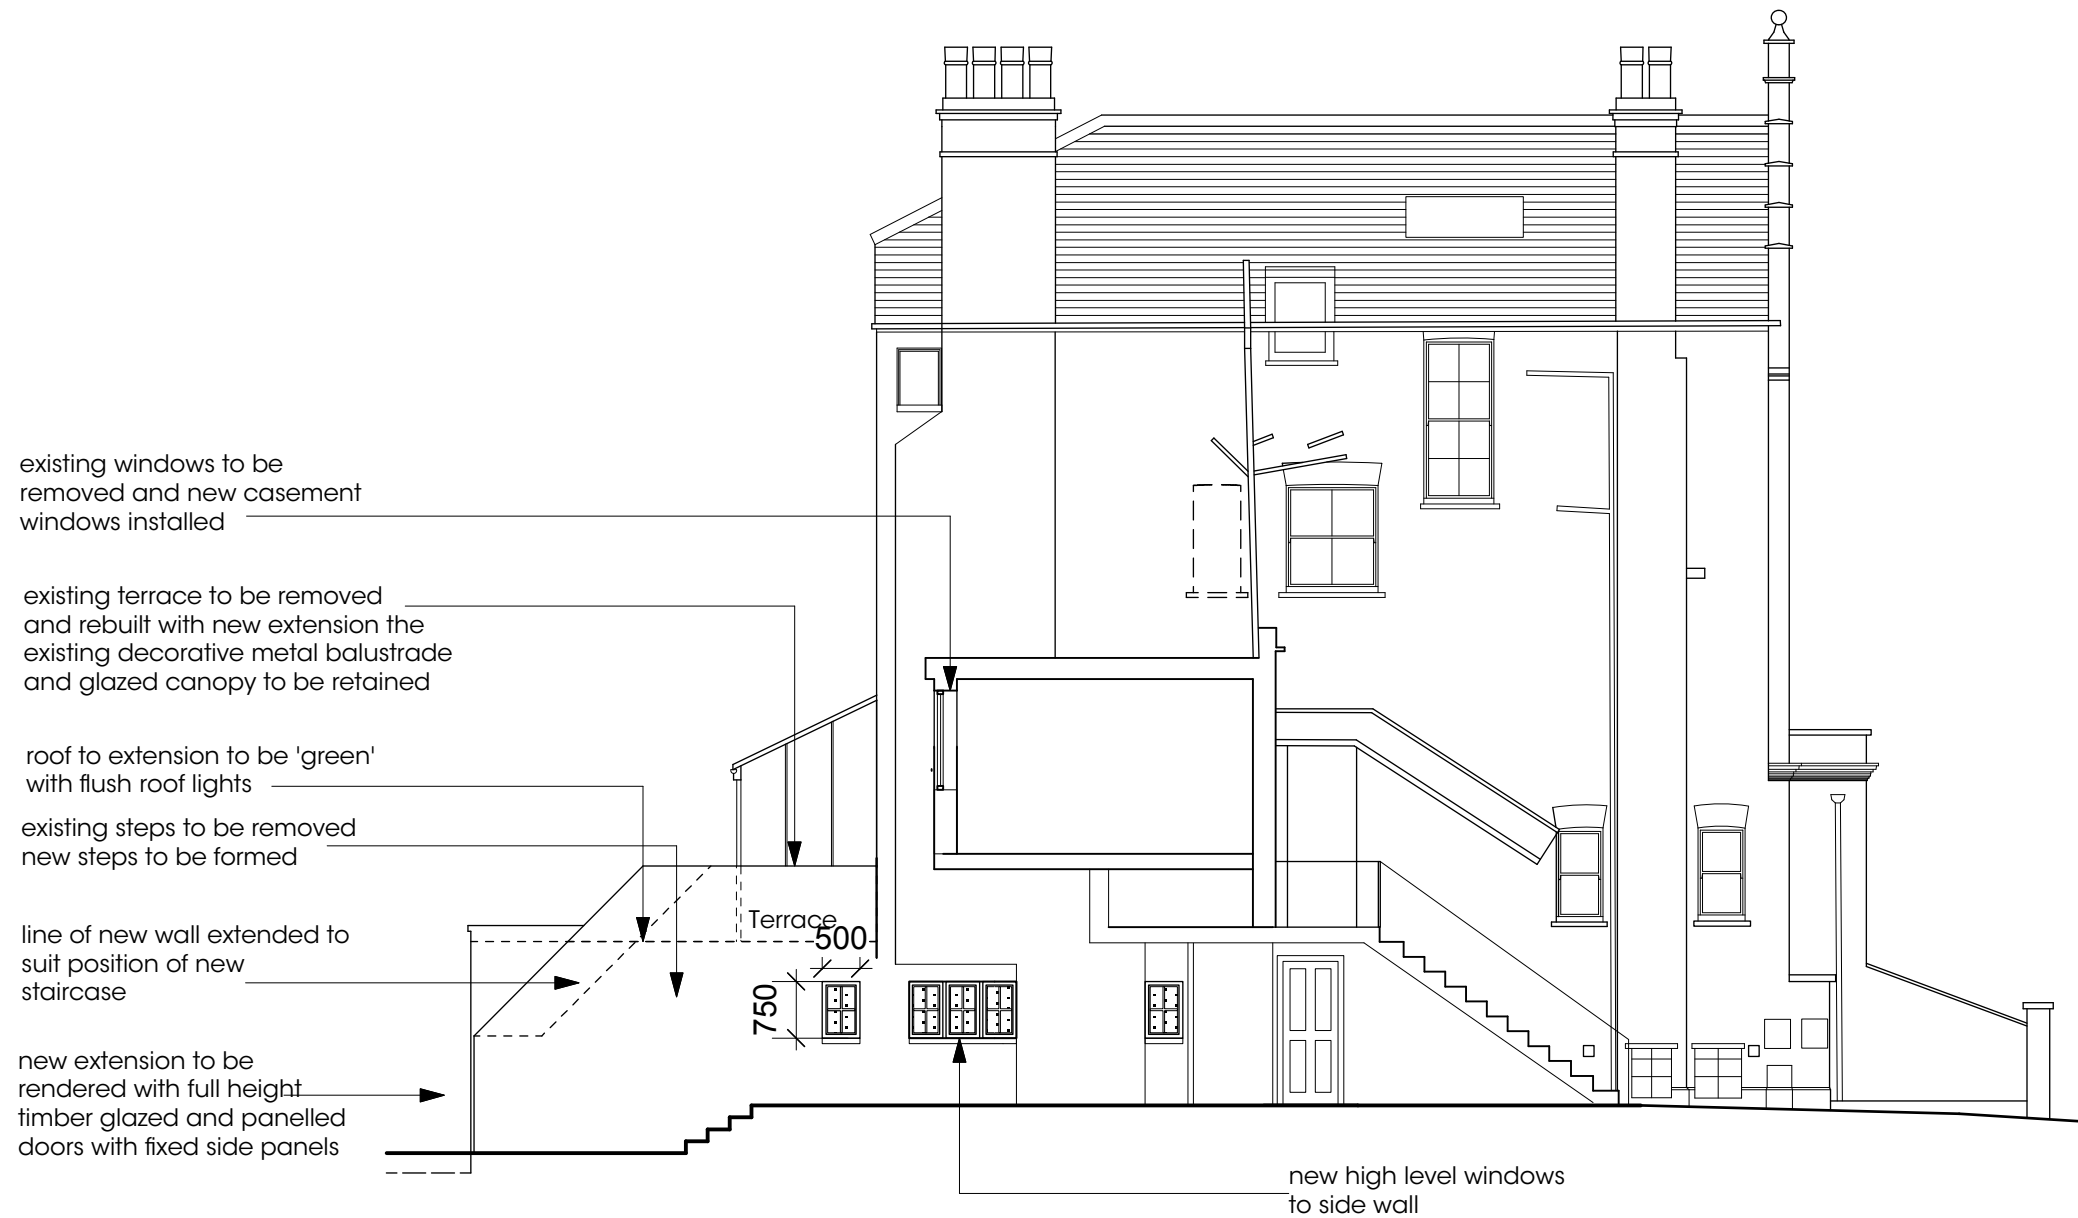 existing windows to be
removed and new casement
windows installed
existing terrace to be removed
and rebuilt with new extension the
existing decorative metal balustrade
and glazed canopy to be retained
roof to extension to be 'green'
with flush roof lights
existing steps to be removed
new steps to be formed
line of new wall extended to
suit position of new
staircase
new extension to be
rendered with full height
timber glazed and panelled
doors with fixed side panels
Terrace
500
750
new high level windows
to side wall